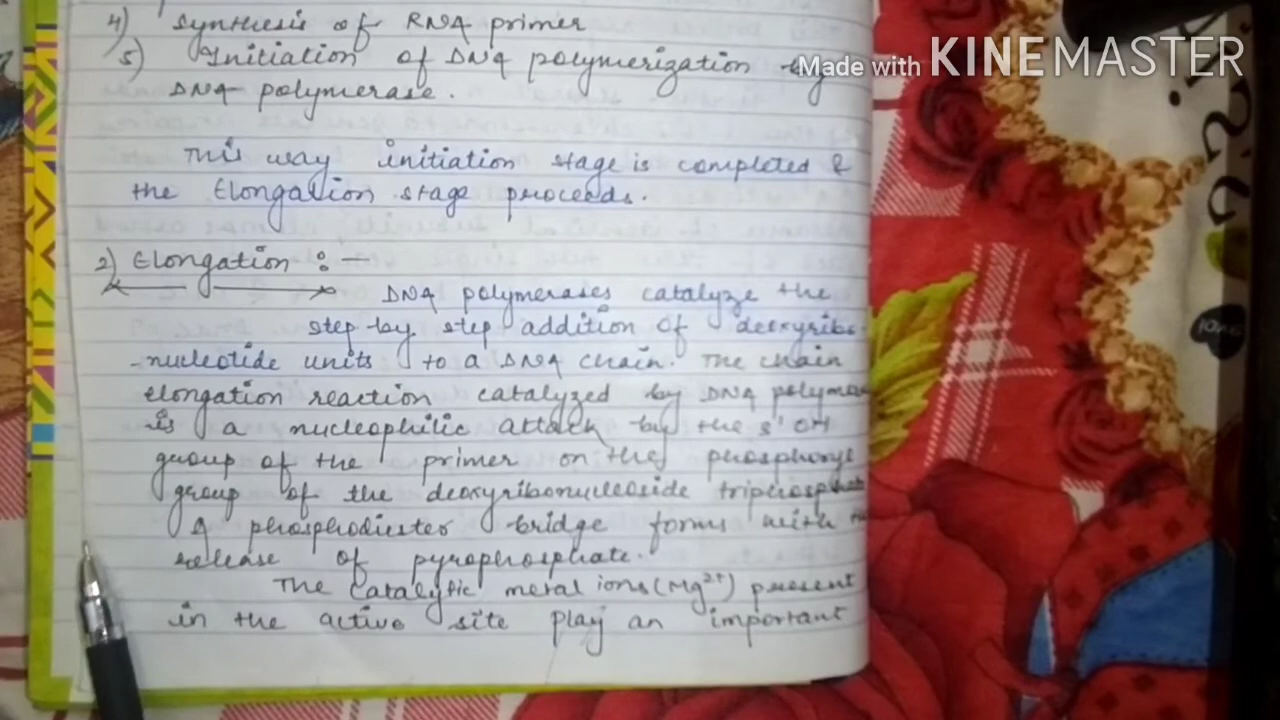 4) Synthesis of RNA primer
5) Initiation of DNA polymerization by
DNA polymerase.
This way initiation stage is completed &
the Elongation stage proceeds.
2) Elongation :-
DNA polymerases catalyze the
step by step addition of deoxyribo
-nucleotide units to a DNA chain. The chain
elongation reaction catalyzed by DNA
is a nucleophilic attack by the 3' OH
group of the primer on the phosphoryl
group of the deoxyribonucleoside
A phosphodiester bridge forms with
release of pyrophosphate.
The catalytic metal ions (Mg2+) present
in the active site play an important
Made with KINEMASTER